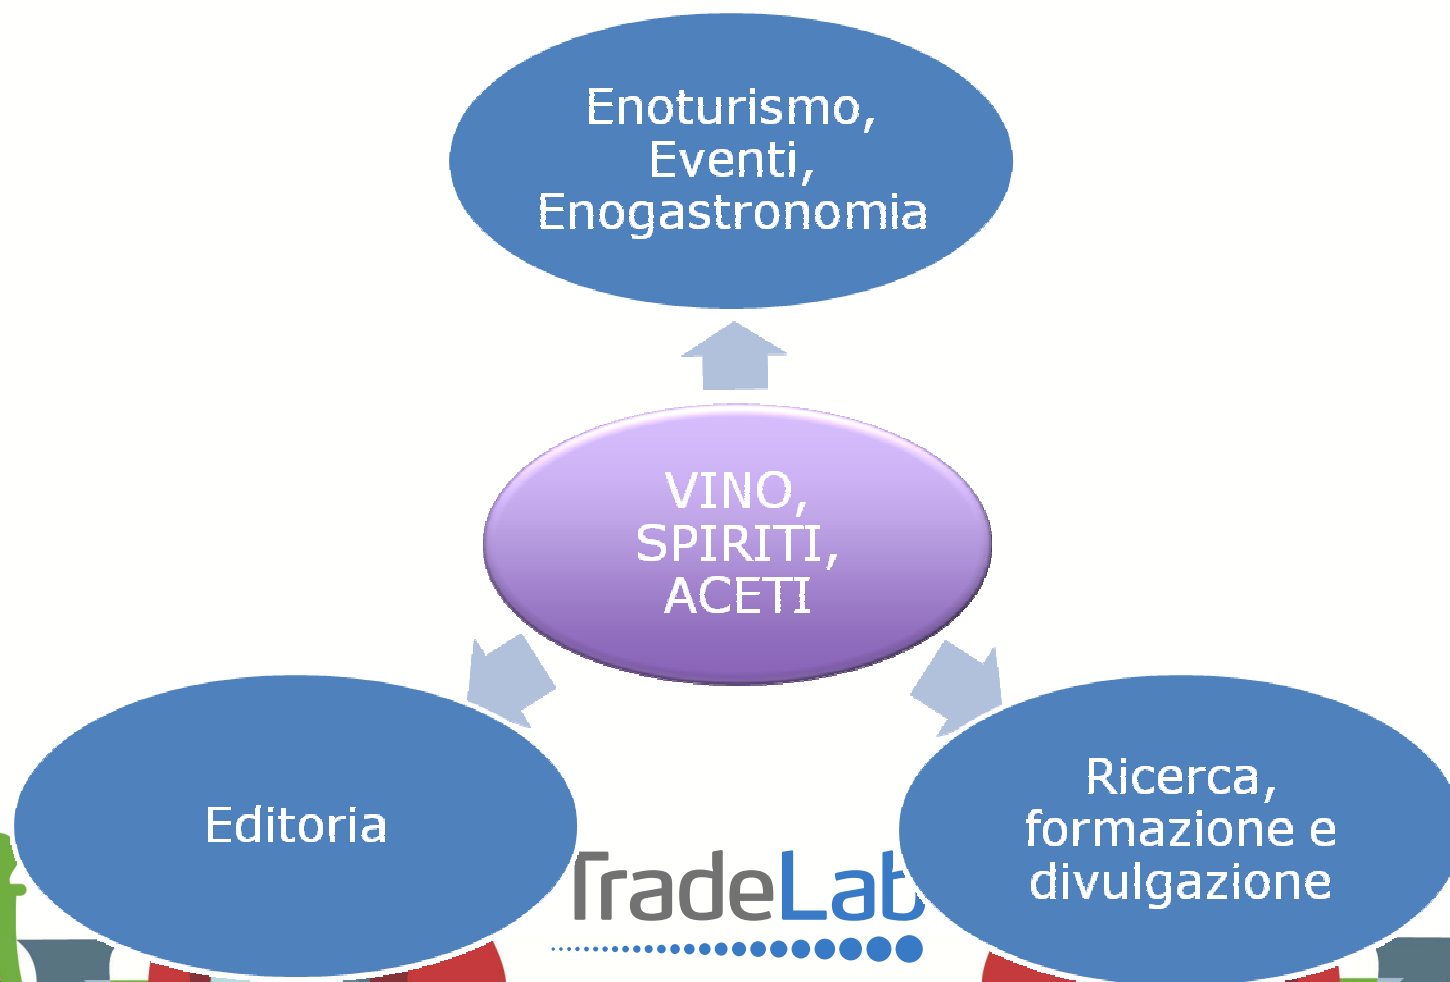 Enoturismo,
Eventi,
Enogastronomia
VINO,
SPIRITI,
ACETI
Editoria
Ricerca,
formazione e
divulgazione
TradeLab